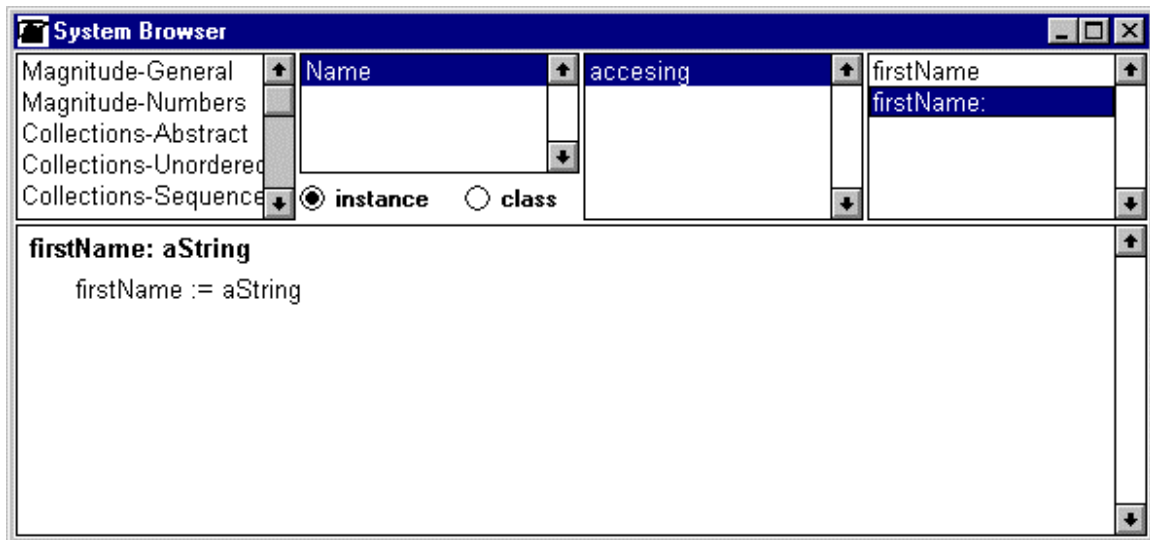 System Browser
Magnitude-General
Magnitude-Numbers
Collections-Abstract
Collections-Unordered
Collections-Sequence
Name
instance class
accesing
firstName
firstName:
firstName: aString
firstName := aString